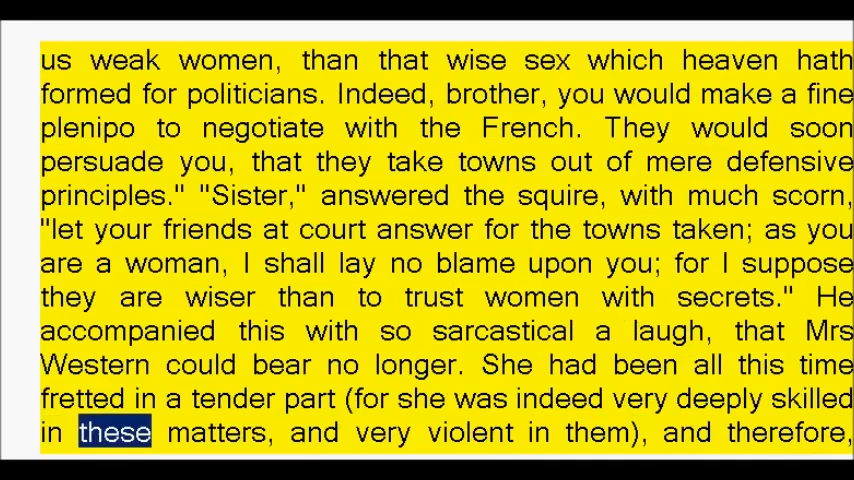 us weak women, than that wise sex which heaven hath
formed for politicians. Indeed, brother, you would make a fine
plenipo to negotiate with the French. They would soon
persuade you, that they take towns out of mere defensive
principles." "Sister," answered the squire, with much scorn,
"let your friends at court answer for the towns taken; as you
are a woman, I shall lay no blame upon you; for I suppose
they are wiser than to trust women with secrets." He
accompanied this with so sarcastical a laugh, that Mrs
Western could bear no longer. She had been all this time
fretted in a tender part (for she was indeed very deeply skilled
in these matters, and very violent in them), and therefore,